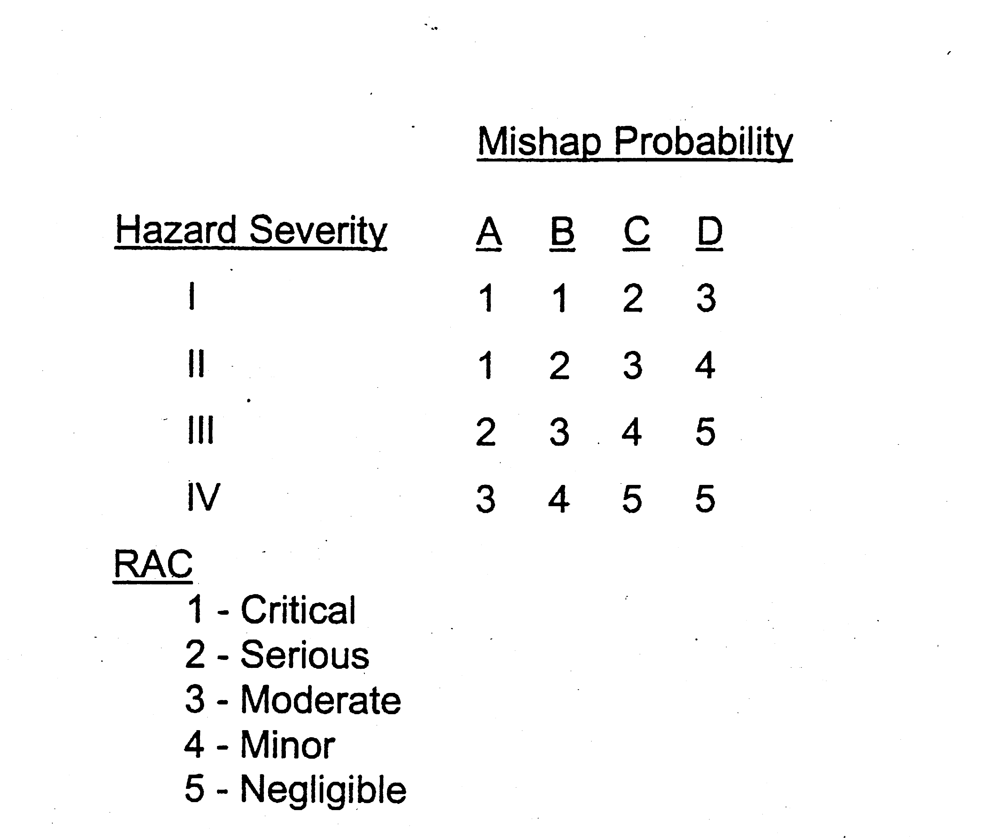 Mishap Probability
Hazard Severity A B C D
I 1 1 2 3
II 1 2 3 4
III 2 3 4 5
IV 3 4 5 5
RAC
1 - Critical
2 - Serious
3 - Moderate
4 - Minor
5 - Negligible